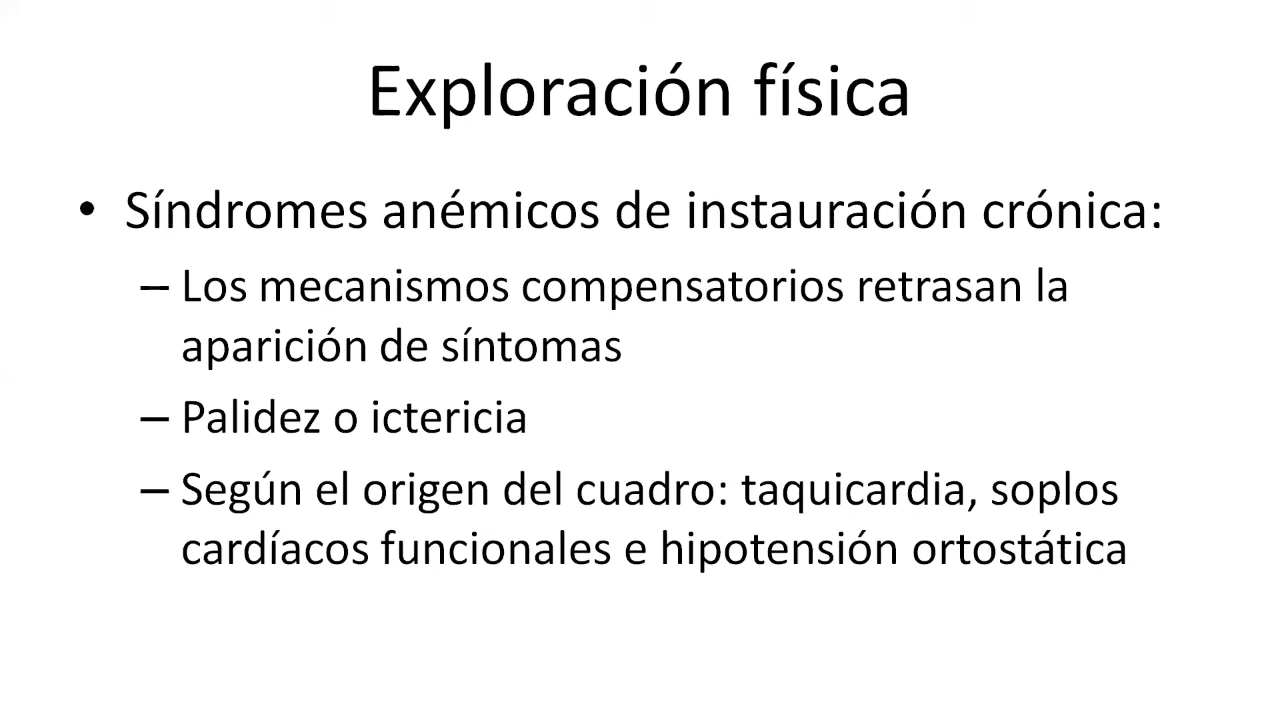 Exploración física
• Síndromes anémicos de instauración crónica:
– Los mecanismos compensatorios retrasan la
aparición de síntomas
– Palidez o ictericia
– Según el origen del cuadro: taquicardia, soplos
cardíacos funcionales e hipotensión ortostática